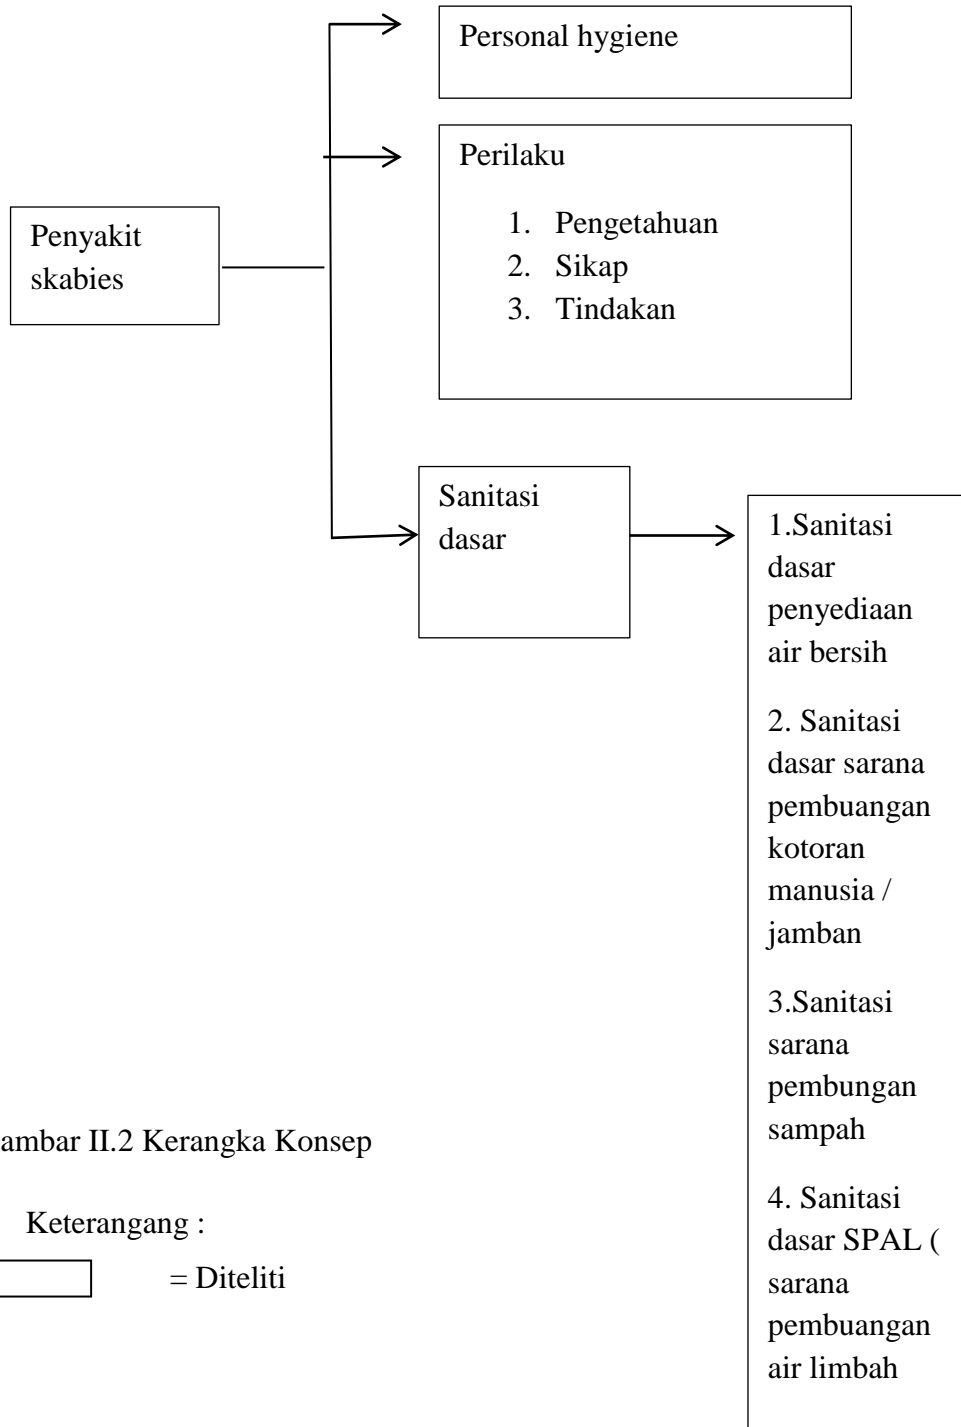 Personal hygiene
Perilaku
1. Pengetahuan
2. Sikap
3. Tindakan
Penyakit
skabies
Sanitasi
dasar
1.Sanitasi
dasar
penyediaan
air bersih
2. Sanitasi
dasar sarana
pembuangan
kotoran
manusia /
jamban
3.Sanitasi
sarana
pembungan
sampah
4. Sanitasi
dasar SPAL (
sarana
pembuangan
air limbah
ambar II.2 Kerangka Konsep
Keterangang :
= Diteliti